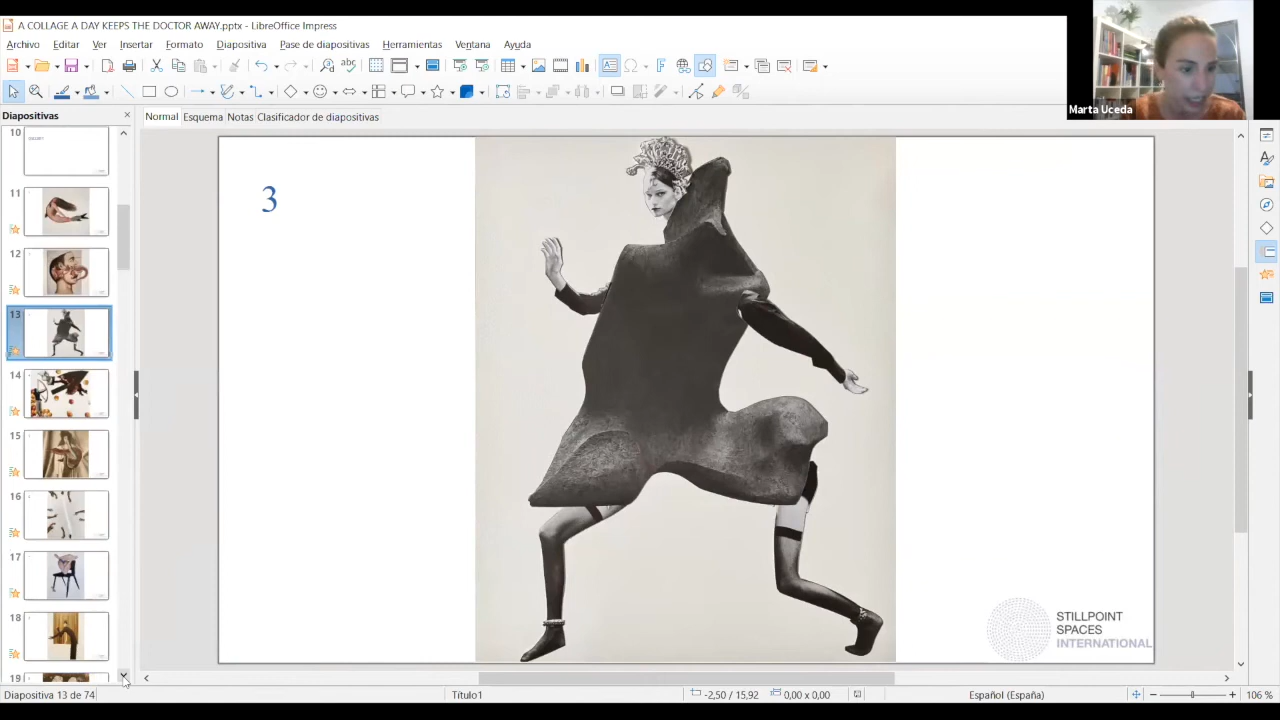 A COLLAGE A DAY KEEPS THE DOCTOR AWAY.pptx - LibreOffice Impress
Archivo Editar Ver Insertar Formato Diapositiva Pase de diapositivas Herramientas Ventana Ayuda
Marta Uceda
Diapositivas
Normal Esquema Notas Clasificador de diapositivas
10
11
12
13
14
15
16
17
18
19
3
STILLPOINT
SPACES
INTERNATIONAL
Diapositiva 13 de 74 Título1 -2,50 / 15,92 0,00 x 0,00 Español (España) 106 %